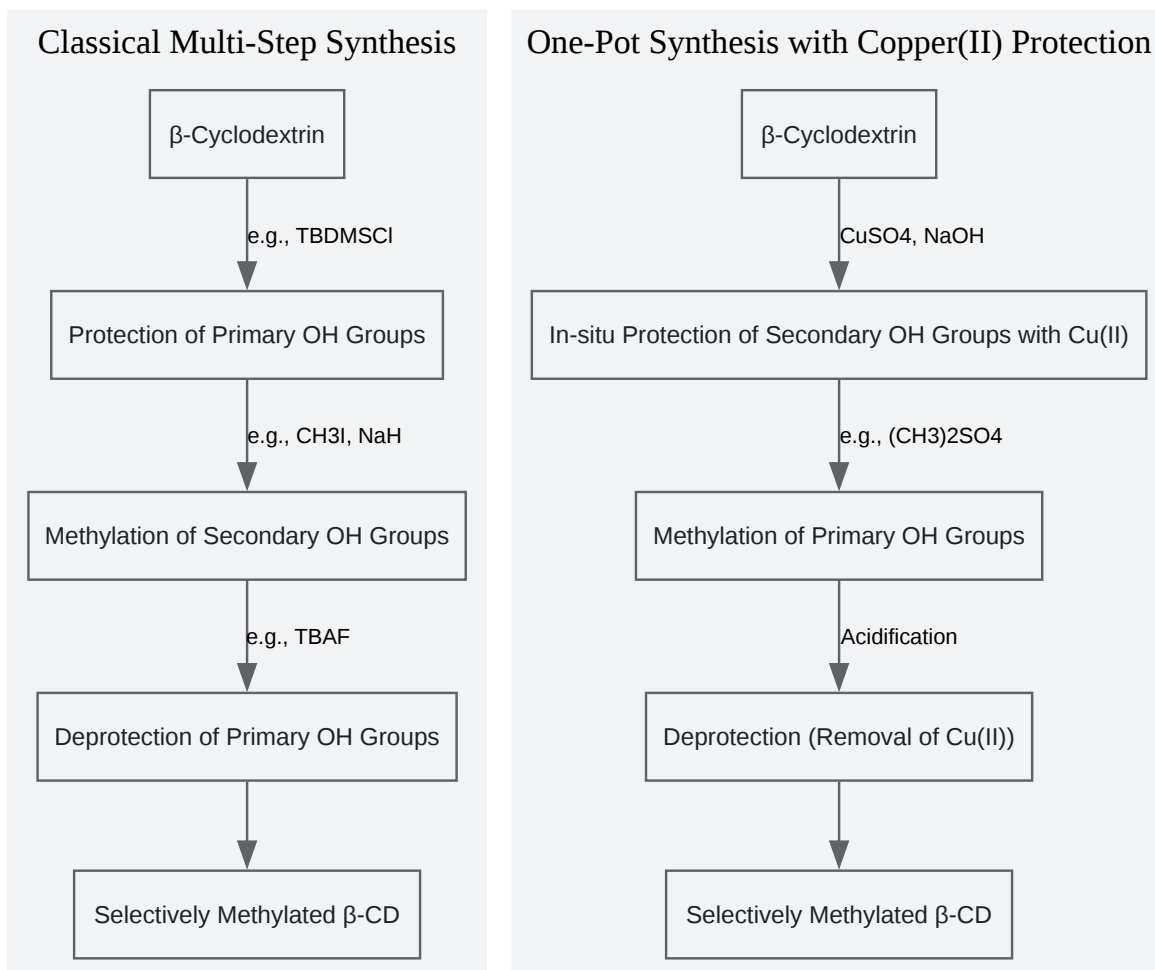 Classical Multi-Step Synthesis
β-Cyclodextrin
e.g., TBDMSCl
Protection of Primary OH Groups
e.g., CH3I, NaH
Methylation of Secondary OH Groups
e.g., TBAF
Deprotection of Primary OH Groups
Selectively Methylated β-CD
One-Pot Synthesis with Copper(II) Protection
β-Cyclodextrin
CuSO4, NaOH
In-situ Protection of Secondary OH Groups with Cu(II)
e.g., (CH3)2SO4
Methylation of Primary OH Groups
Acidification
Deprotection (Removal of Cu(II))
Selectively Methylated β-CD